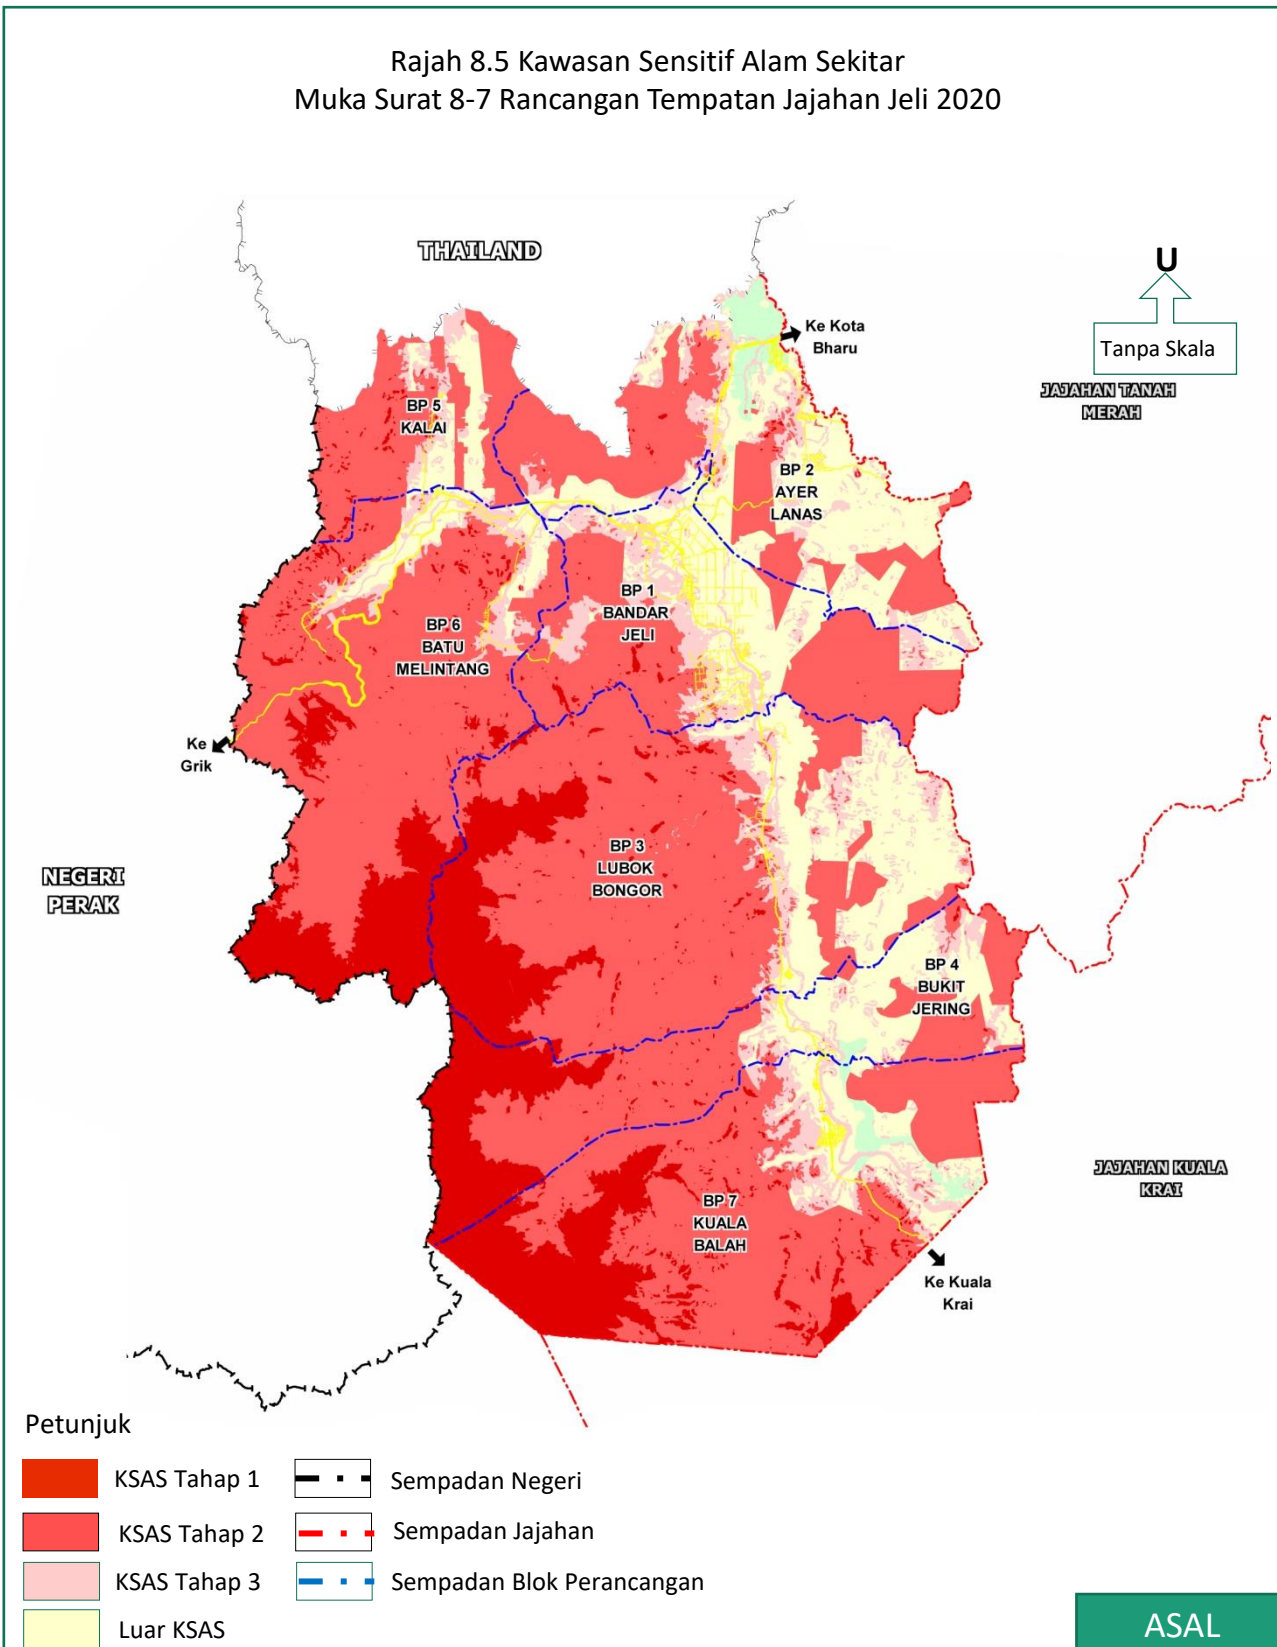 Rajah 8.5 Kawasan Sensitif Alam Sekitar
Muka Surat 8-7 Rancangan Tempatan Jajahan Jeli 2020
THAILAND
U
Tanpa Skala
Ke Kota
Bharu
JAJAHAN TANAH
MERAH
BP 5
KALAI
BP 2
AYER
LANAS
BP 1
BANDAR
JELI
BP 6
BATU
MELINTANG
Ke
Grik
BP 3
LUBOK
BONGOR
NEGERI
PERAK
BP 4
BUKIT
JERING
JAJAHAN KUALA
KRAI
BP 7
KUALA
BALAH
Ke Kuala
Krai
Petunjuk
KSAS Tahap 1
Sempadan Negeri
KSAS Tahap 2
Sempadan Jajahan
KSAS Tahap 3
Sempadan Blok Perancangan
Luar KSAS
ASAL